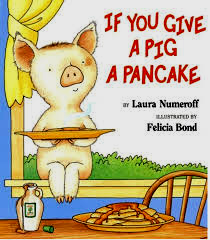 IF YOU GIVE
A PIG
A PANCAKE
BY Laura Numeroff
ILLUSTRATED BY
Felicia Bond